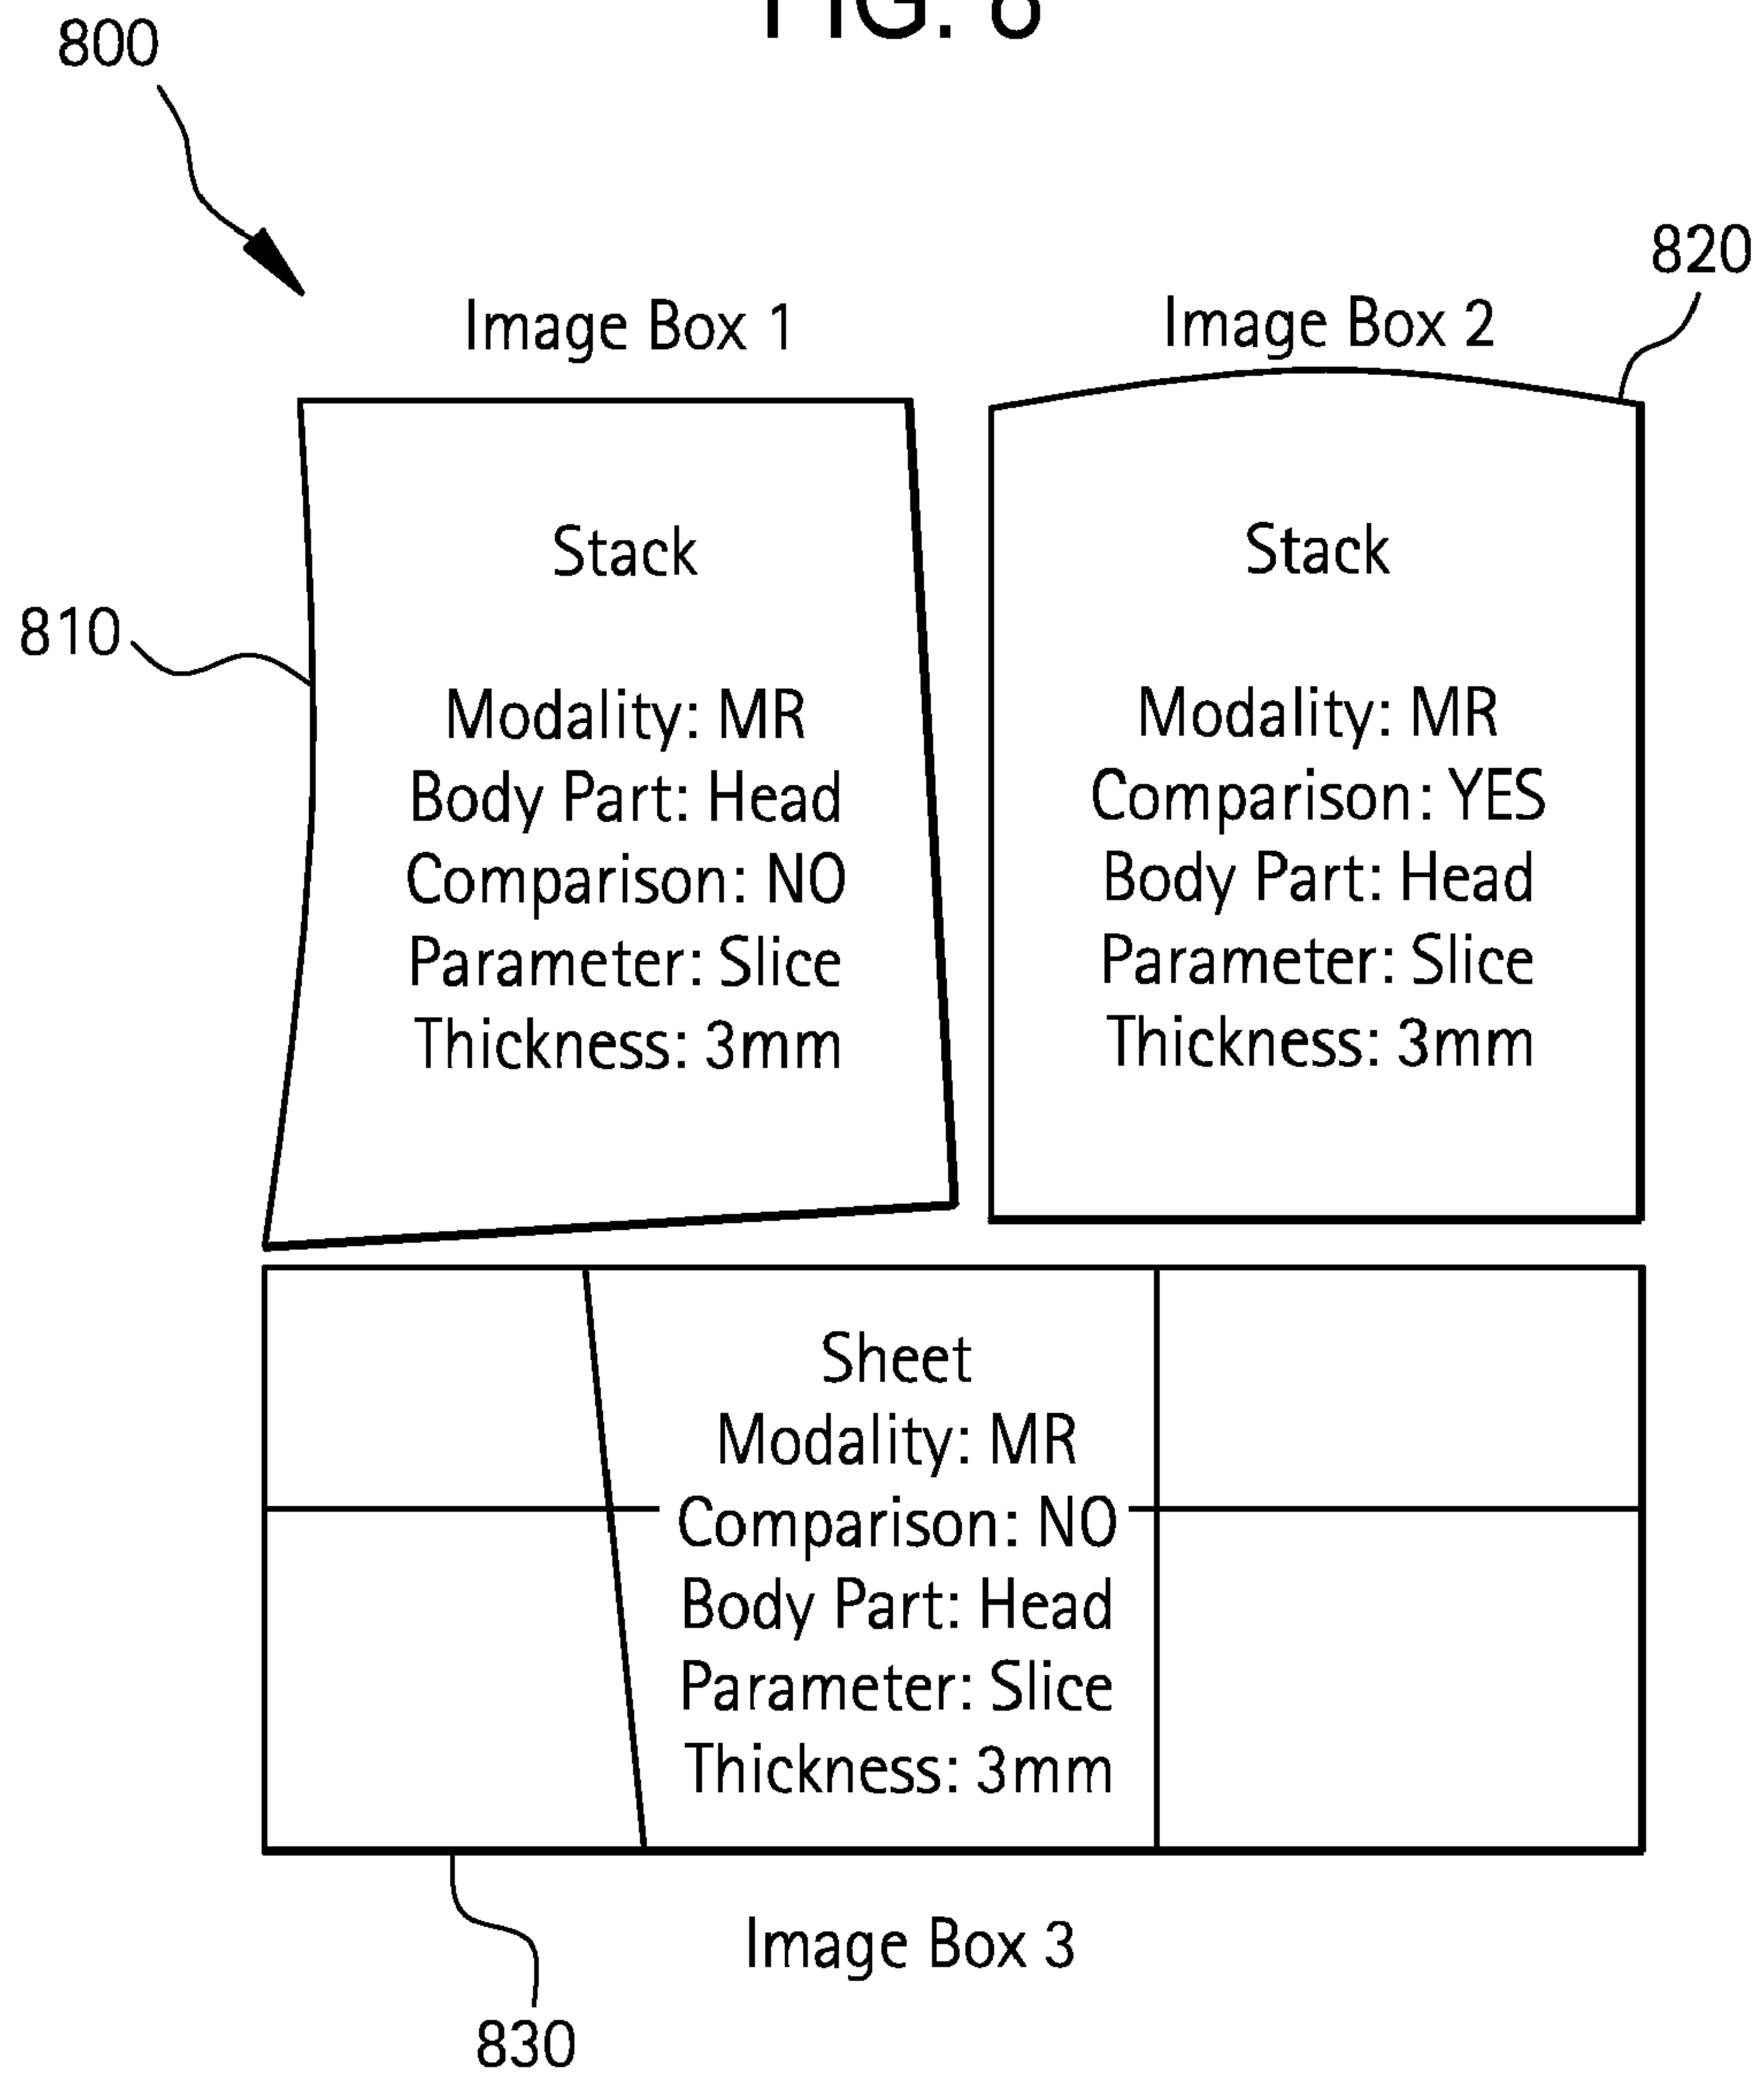 FIG. 8
800
820
Image Box 1
Image Box 2
Stack
Modality: MR
Body Part: Head
Comparison: NO
Parameter: Slice
Thickness: 3mm
810
Stack
Modality: MR
Comparison: YES
Body Part: Head
Parameter: Slice
Thickness: 3mm
Sheet
Modality: MR
Comparison: NO
Body Part: Head
Parameter: Slice
Thickness: 3mm
Image Box 3
830